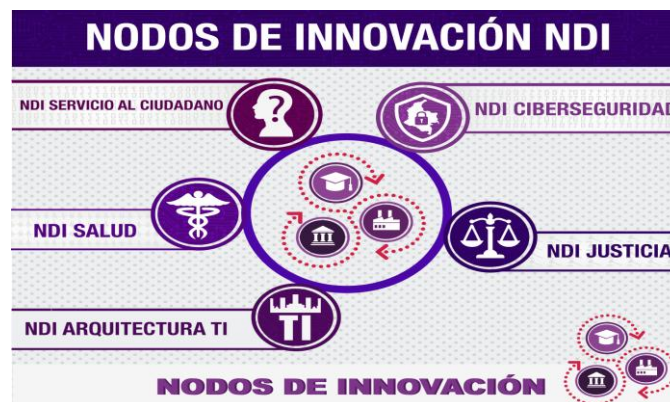 NODOS DE INNOVACIÓN NDI
NDI SERVICIO AL CIUDADANO
?
NDI CIBERSEGURIDAD
NDI SALUD
NDI JUSTICIA
NDI ARQUITECTURA TI
TI
NODOS DE INNOVACIÓN